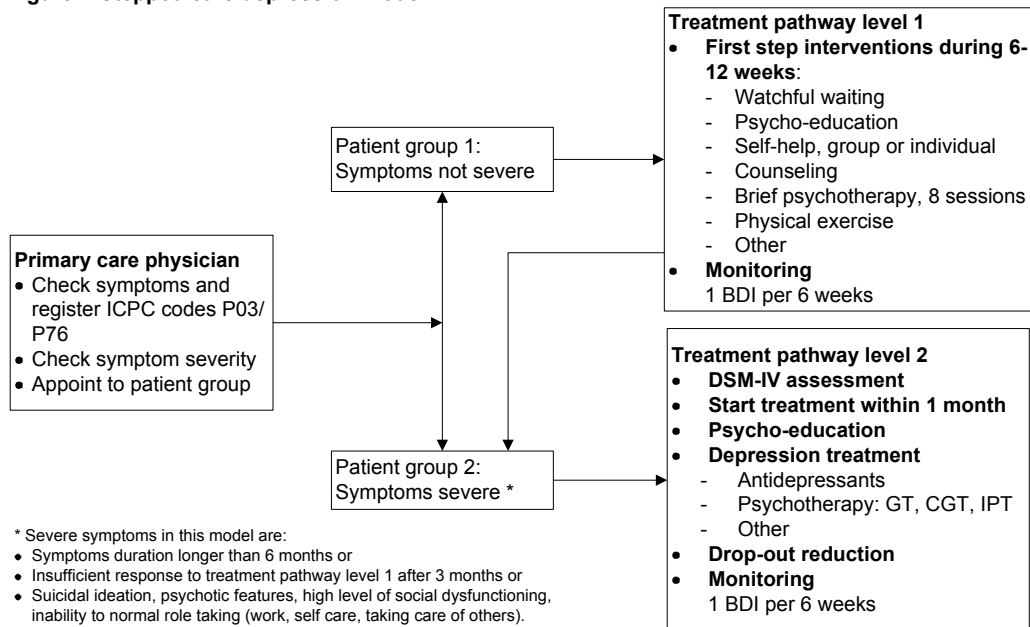 Primary care physician
• Check symptoms and
register ICPC codes P03/
P76
• Check symptom severity
• Appoint to patient group
Patient group 1:
Symptoms not severe
Patient group 2:
Symptoms severe *
Treatment pathway level 1
• First step interventions during 6-
12 weeks:
- Watchful waiting
- Psycho-education
- Self-help, group or individual
- Counseling
- Brief psychotherapy, 8 sessions
- Physical exercise
- Other
• Monitoring
1 BDI per 6 weeks
Treatment pathway level 2
• DSM-IV assessment
• Start treatment within 1 month
• Psycho-education
• Depression treatment
- Antidepressants
- Psychotherapy: GT, CGT, IPT
- Other
• Drop-out reduction
• Monitoring
1 BDI per 6 weeks
* Severe symptoms in this model are:
• Symptoms duration longer than 6 months or
• Insufficient response to treatment pathway level 1 after 3 months or
• Suicidal ideation, psychotic features, high level of social dysfunctioning,
inability to normal role taking (work, self care, taking care of others).